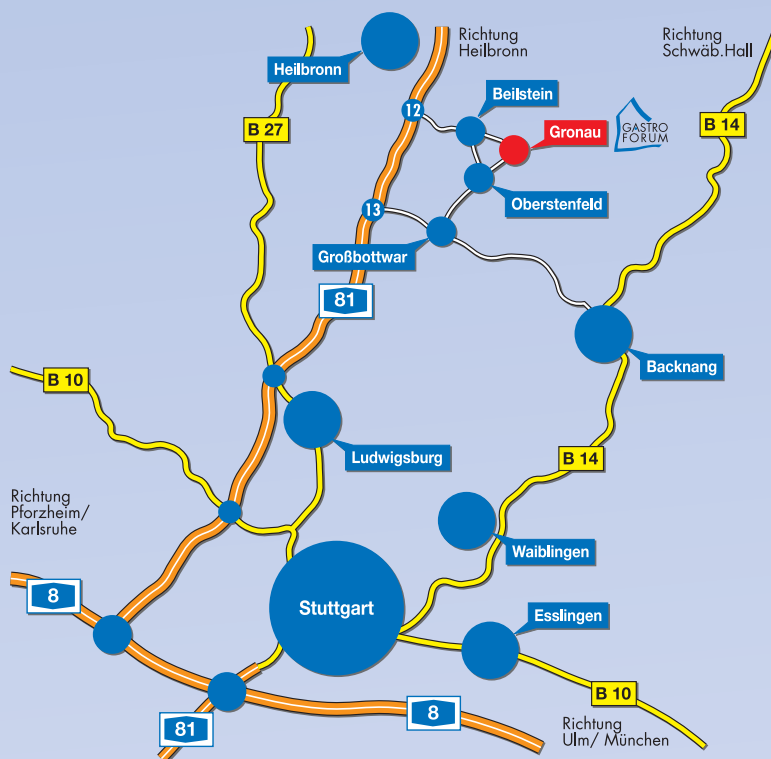 Richtung
Heilbronn
Richtung
Schwäb.Hall
Heilbronn
Beilstein
B 27
12
Gronau
GASTRO
FORUM
B 14
Oberstenfeld
13
Großbottwar
81
Backnang
B 10
Ludwigsburg
B 14
Richtung
Pforzheim/
Karlsruhe
Waiblingen
8
Stuttgart
Esslingen
B 10
81
8
Richtung
Ulm/ München